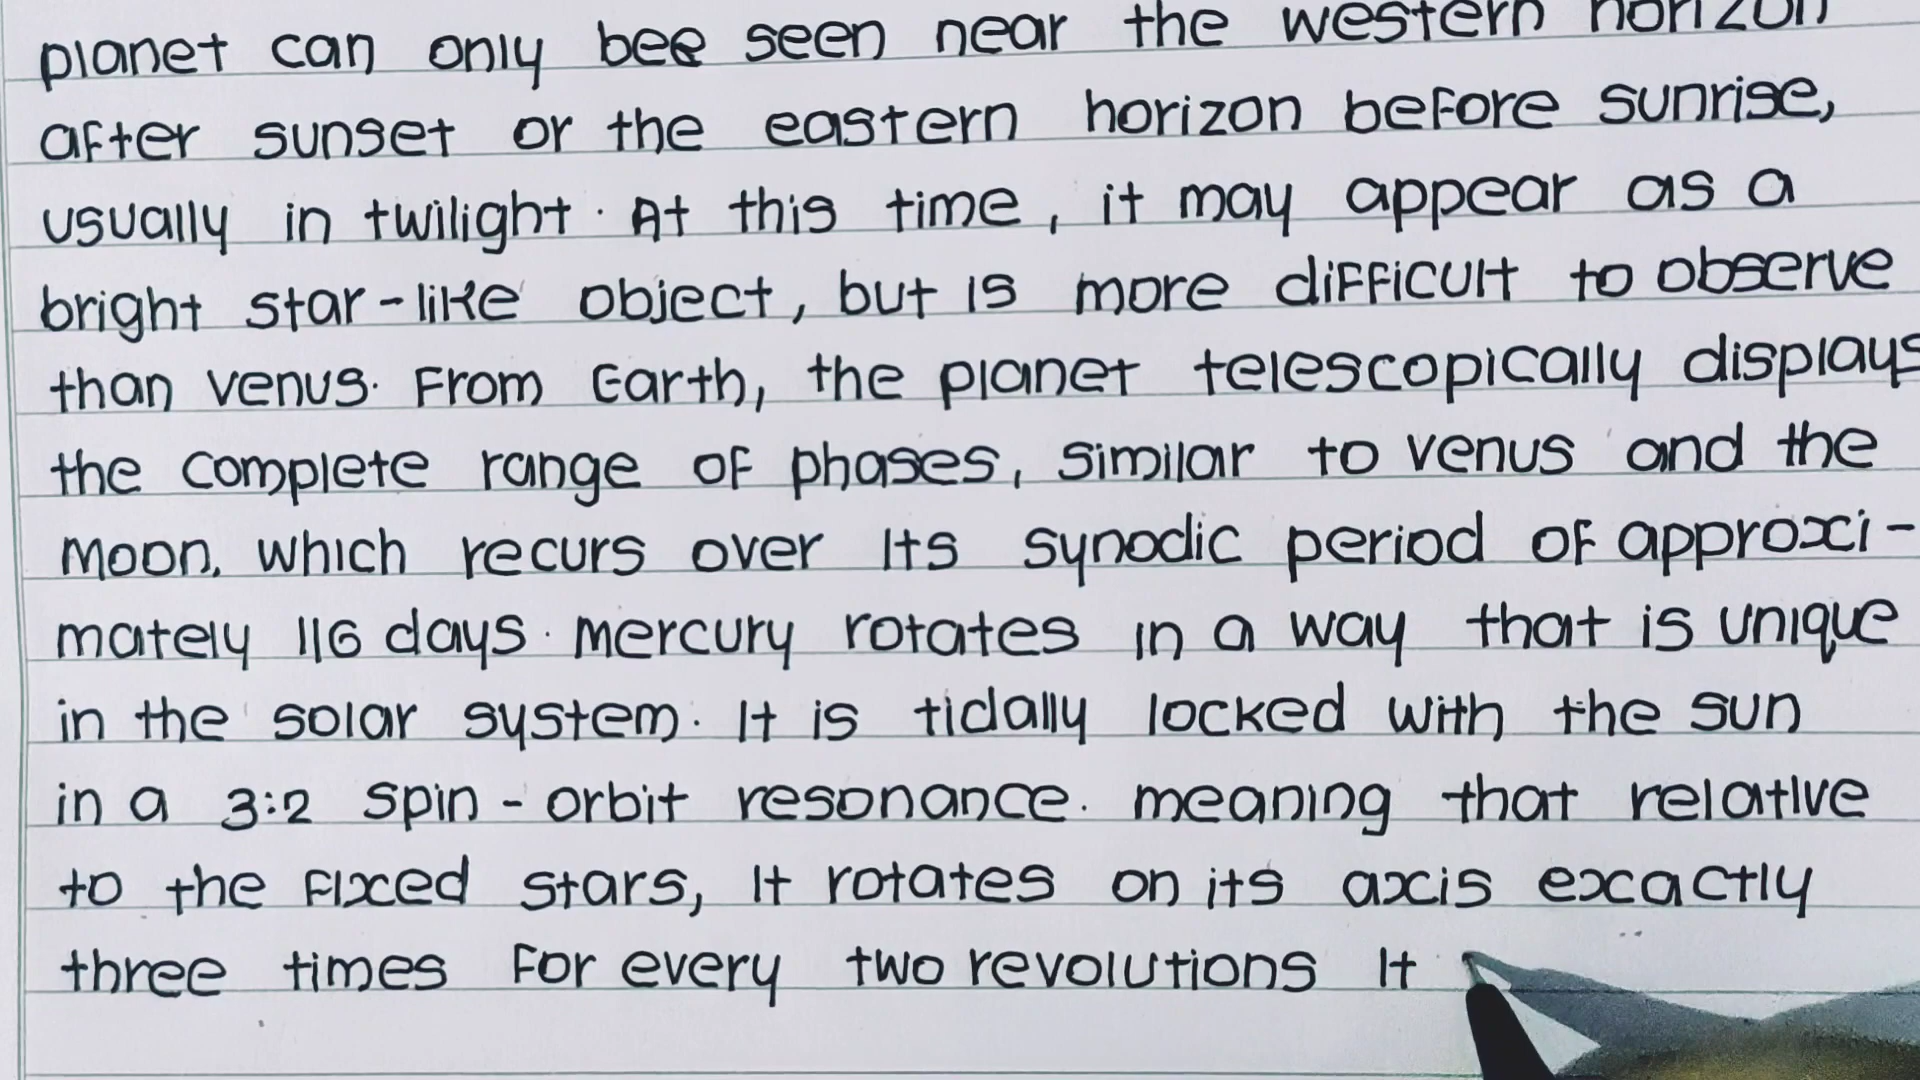 planet can only bee seen near the western horizon
after sunset or the eastern horizon before sunrise,
usually in twilight. At this time, it may appear as a
bright star-like object, but is more difficult to observe
than venus. From Earth, the planet telescopically displays
the complete range of phases, similar to venus and the
Moon. which recurs over its synodic period of approxi-
mately 116 days. mercury rotates in a way that is unique
in the solar system. It is tidally locked with the sun
in a 3:2 spin-orbit resonance. meaning that relative
to the fixed stars, it rotates on its axis exactly
three times for every two revolutions it